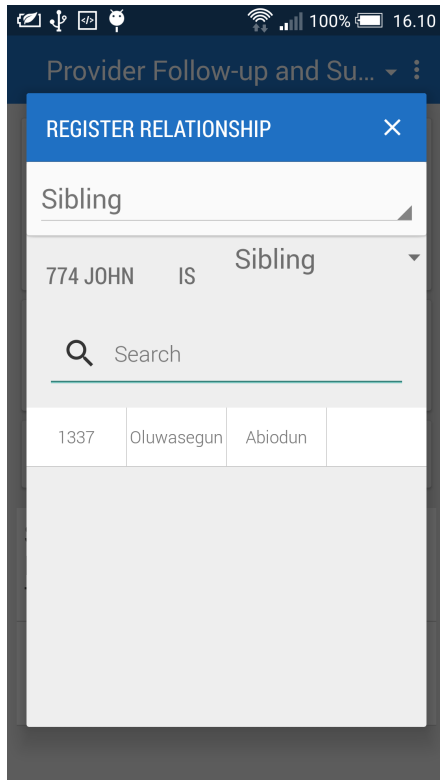 100% 16.10
Provider Follow-up and Su...
REGISTER RELATIONSHIP
Sibling
774 JOHN IS Sibling
Search
1337 Oluwasegun Abiodun